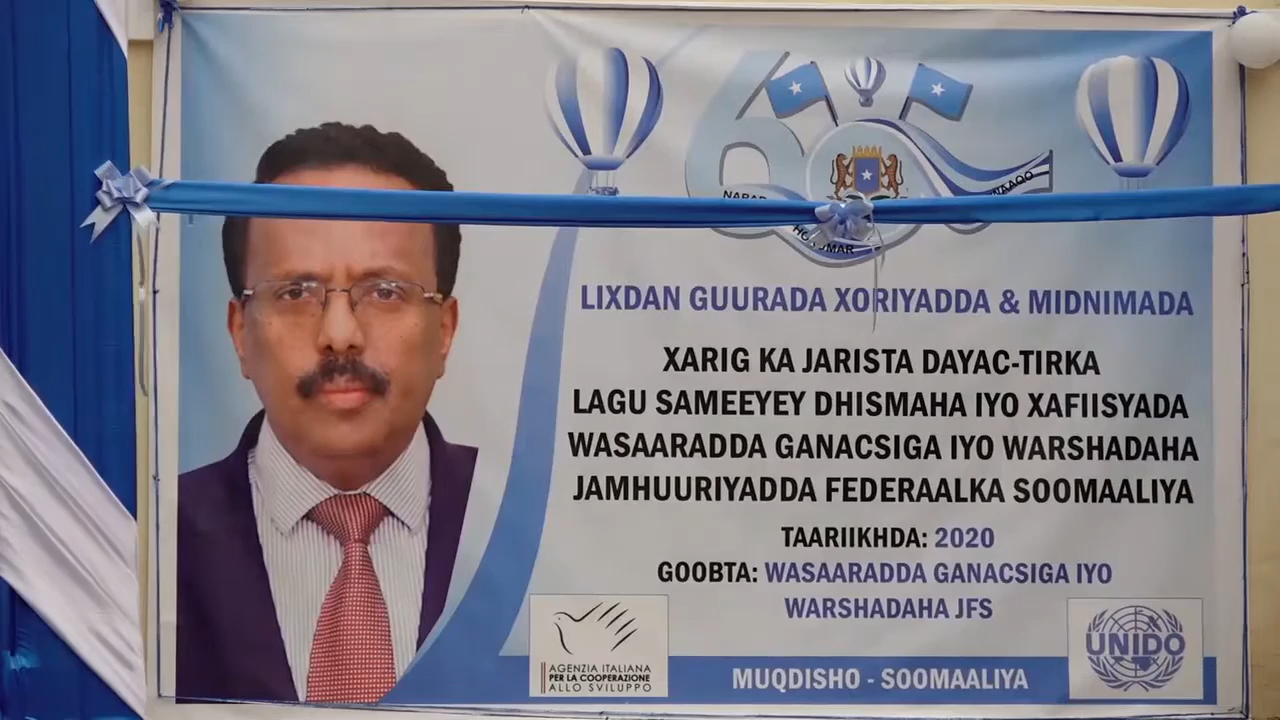 60
HORUMAR
LIXDAN GUURADA XORIYADDA & MIDNIMADA
XARIG KA JARISTA DAYAC-TIRKA
LAGU SAMEEYEY DHISMAHA IYO XAFIISYADA
WASAARADDA GANACSIGA IYO WARSHADAHA
JAMHUURIYADDA FEDERAALKA SOOMAALIYA
TAARIIKHDA: 2020
GOOBTA: WASAARADDA GANACSIGA IYO
WARSHADAHA JFS
AGENZIA ITALIANA
PER LA COOPERAZIONE
ALLO SVILUPPO
MUQDISHO - SOOMAALIYA
UNIDO